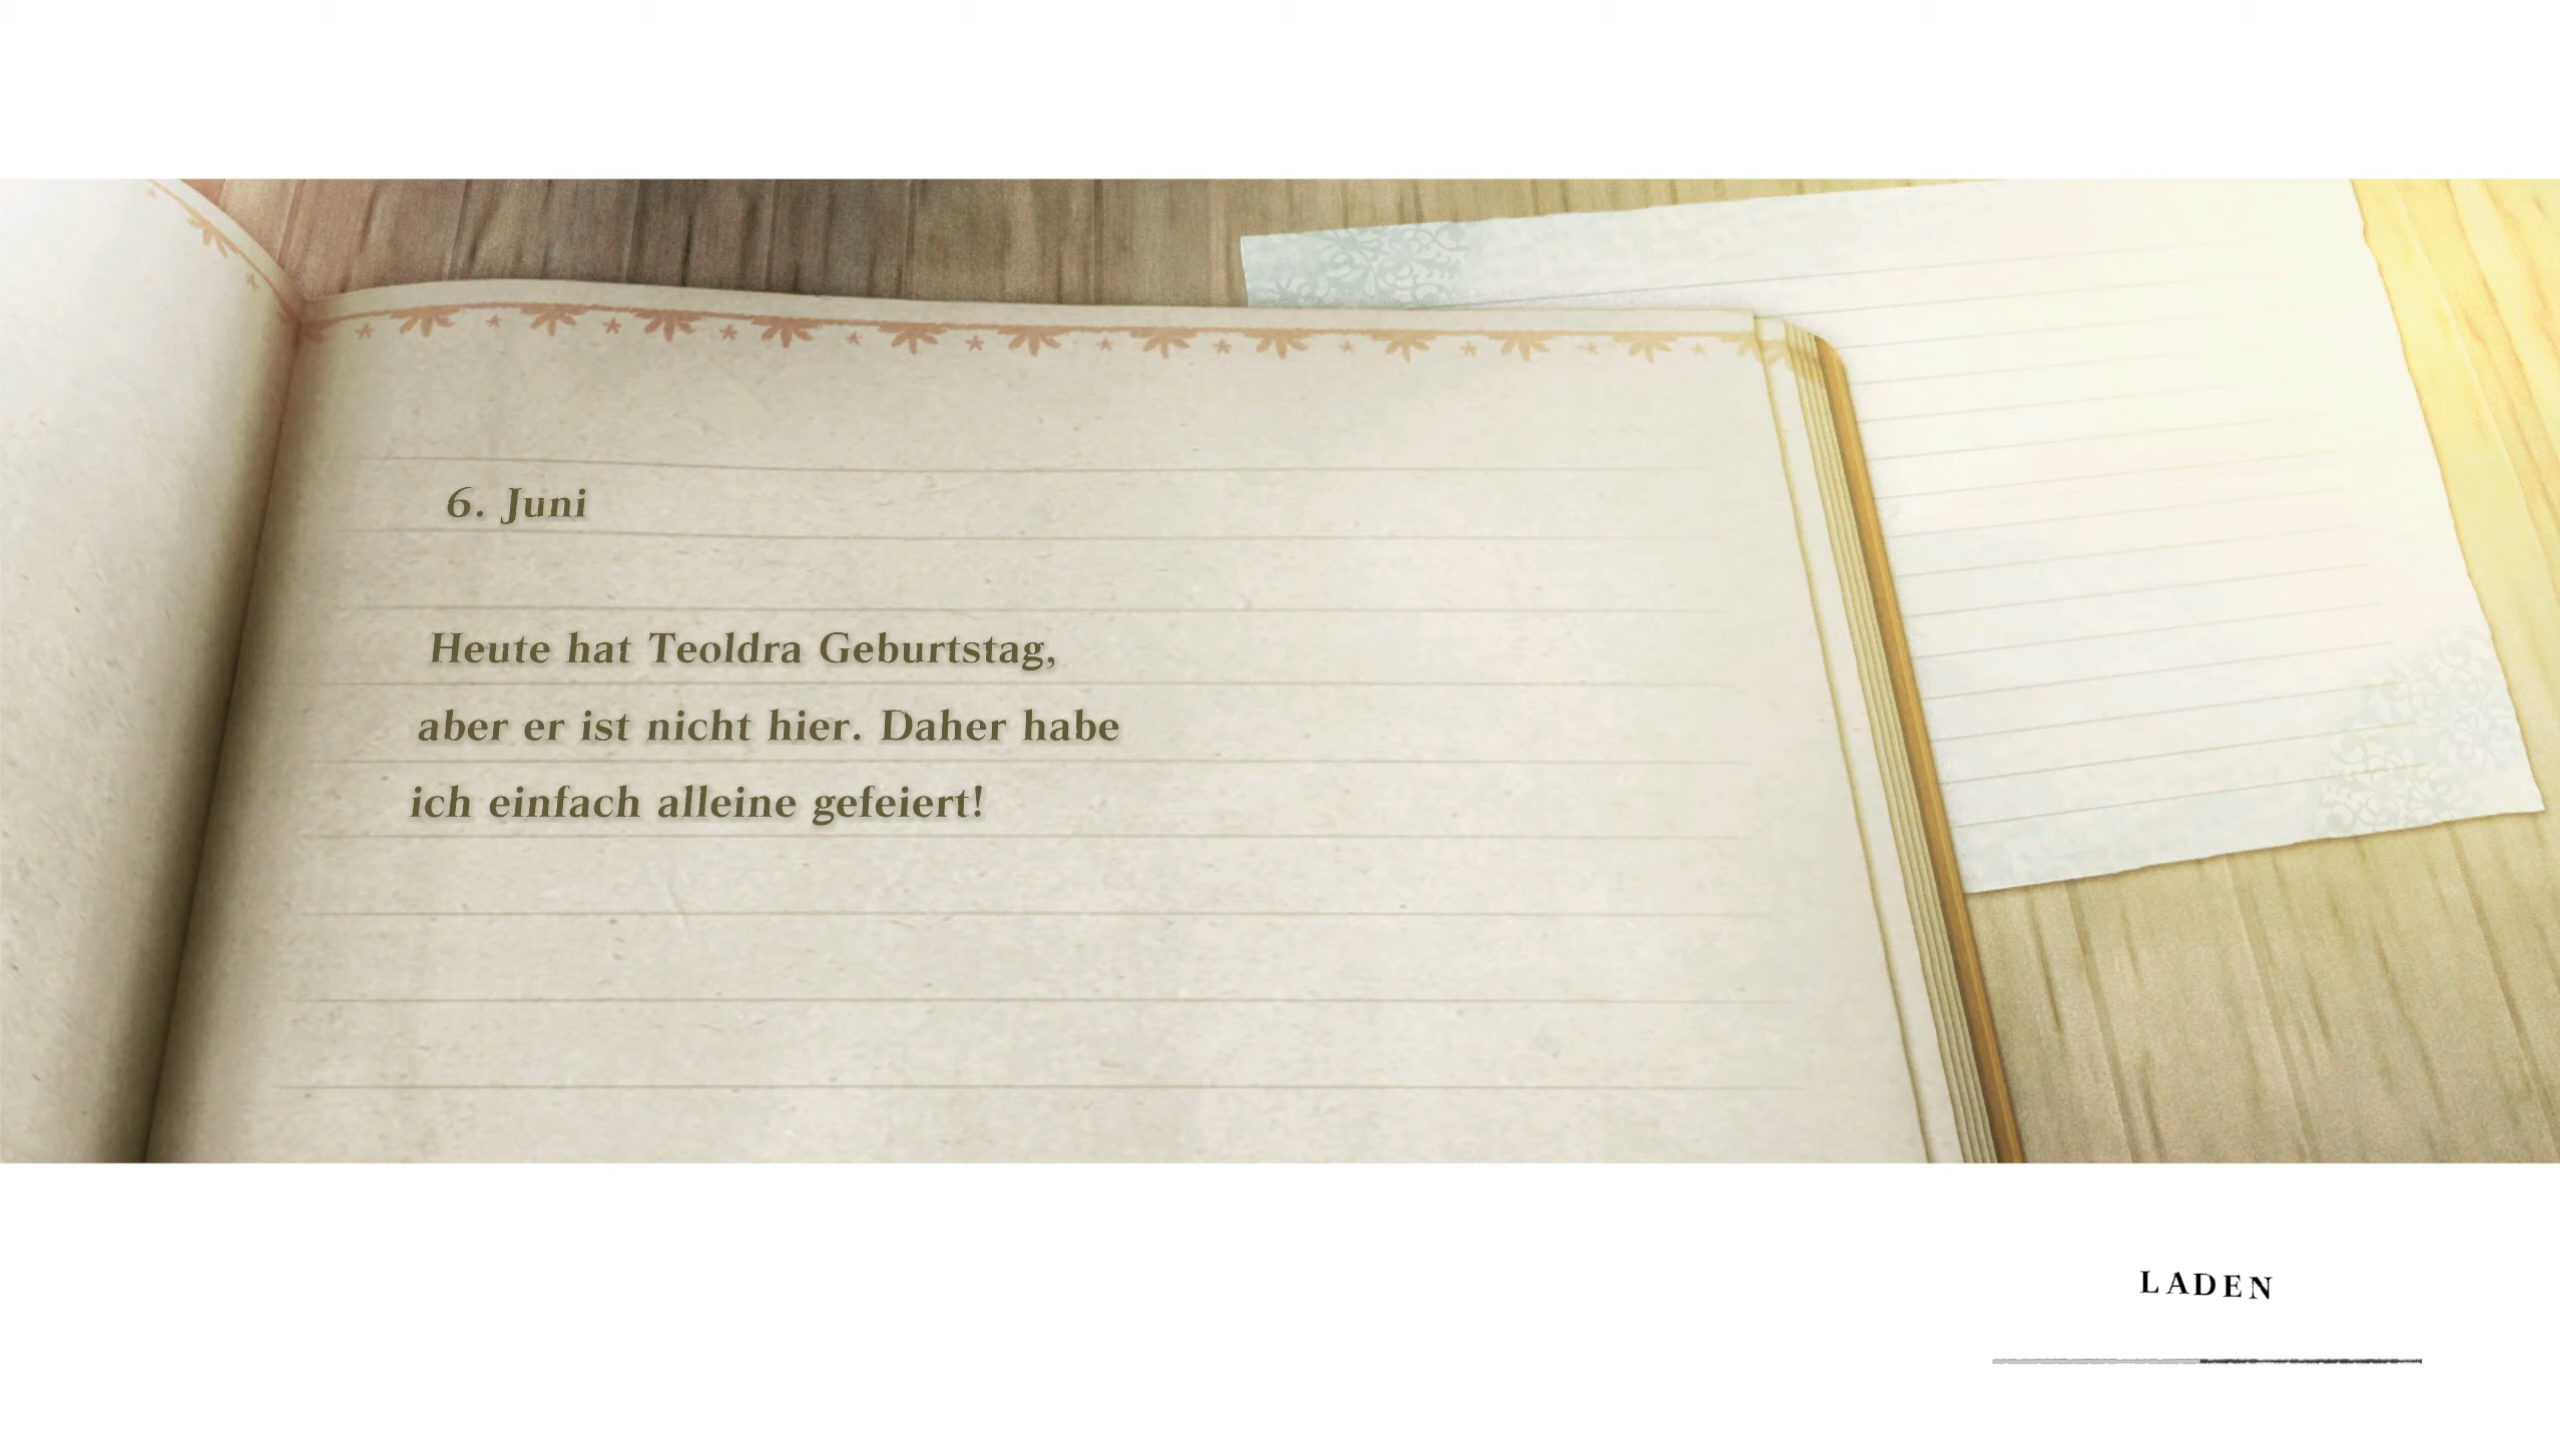 6. Juni
Heute hat Teoldra Geburtstag,
aber er ist nicht hier. Daher habe
ich einfach alleine gefeiert!
LADEN